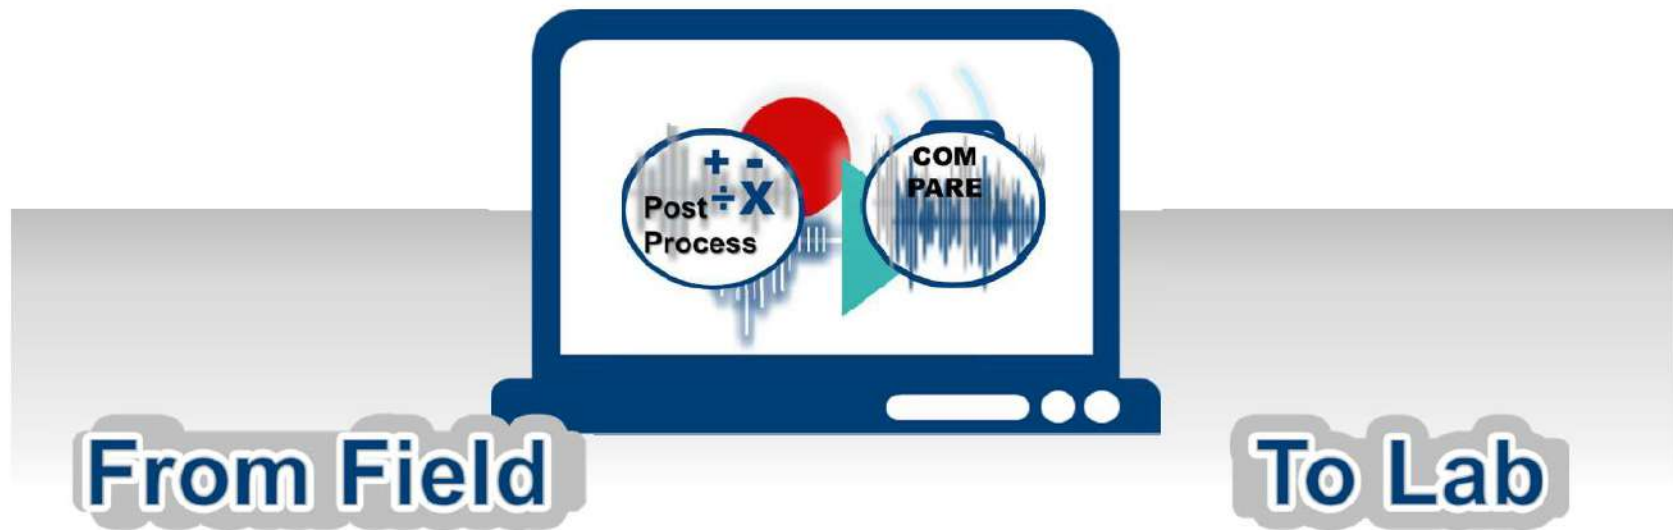 + -
÷ X
Post
Process
COM
PARE
From Field
To Lab